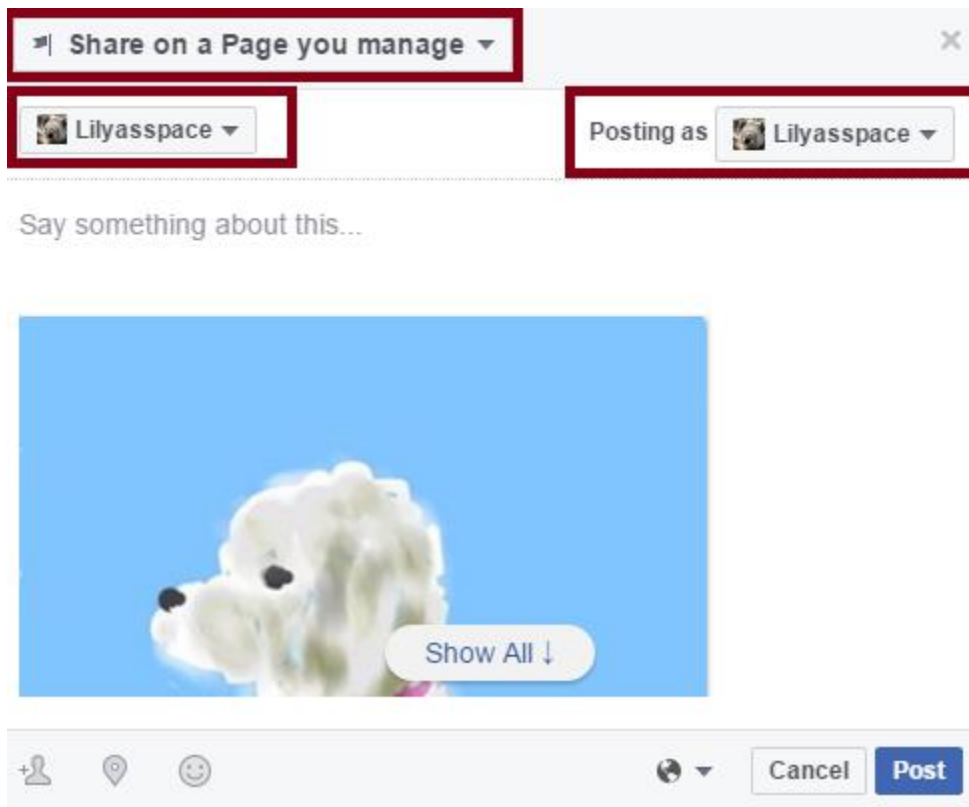 Share on a Page you manage
Lilyasspace Posting as Lilyasspace
Say something about this...
Show All ↓
Cancel Post